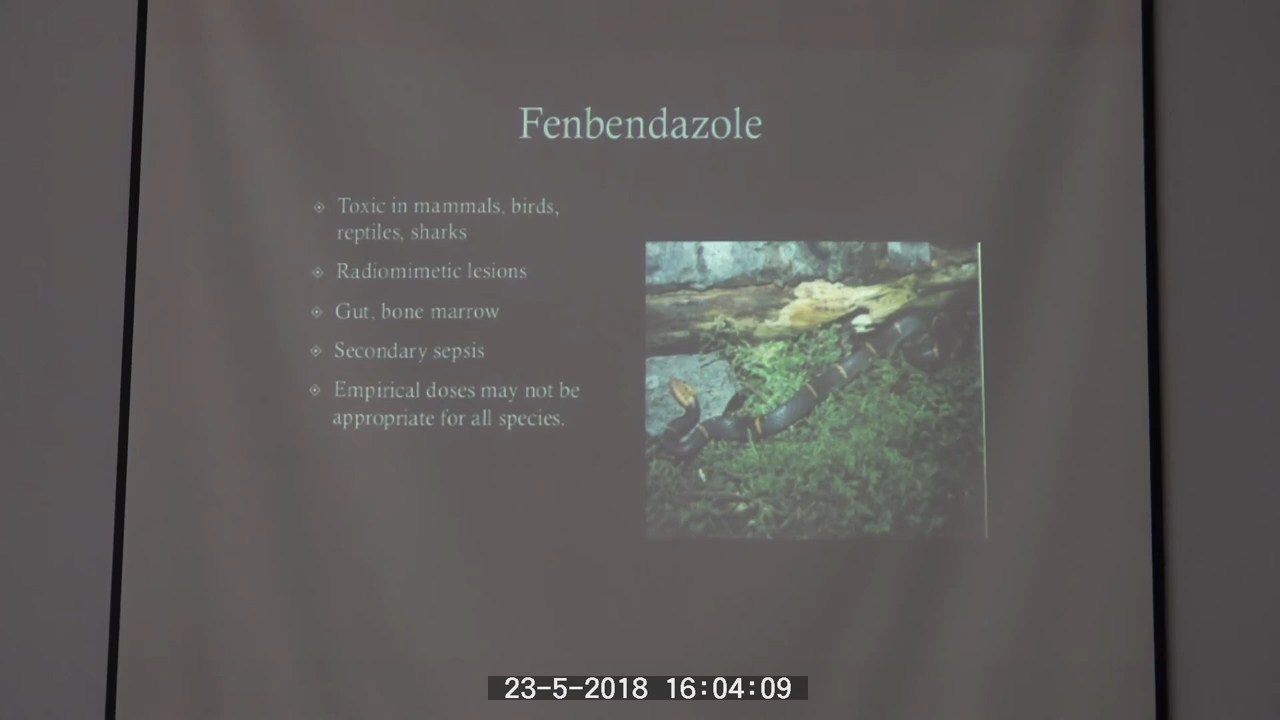 Fenbendazole
Toxic in mammals, birds,
reptiles, sharks
Radiomimetic lesions
Gut, bone marrow
Secondary sepsis
Empirical doses may not be
appropriate for all species.
23-5-2018 16:04:09